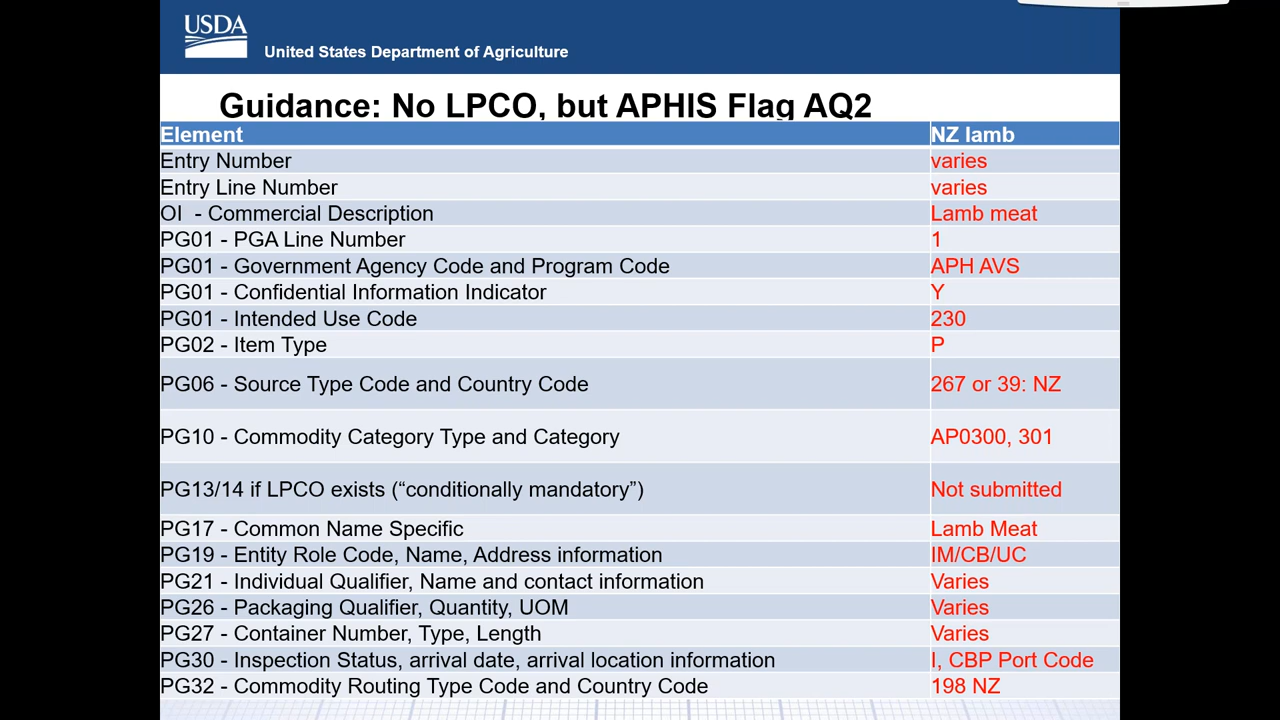 USDA
United States Department of Agriculture
Guidance: No LPCO, but APHIS Flag AQ2
Element NZ lamb
Entry Number varies
Entry Line Number varies
OI - Commercial Description Lamb meat
PG01 - PGA Line Number 1
PG01 - Government Agency Code and Program Code APH AVS
PG01 - Confidential Information Indicator Y
PG01 - Intended Use Code 230
PG02 - Item Type P
PG06 - Source Type Code and Country Code 267 or 39: NZ
PG10 - Commodity Category Type and Category AP0300, 301
PG13/14 if LPCO exists (“conditionally mandatory”) Not submitted
PG17 - Common Name Specific Lamb Meat
PG19 - Entity Role Code, Name, Address information IM/CB/UC
PG21 - Individual Qualifier, Name and contact information Varies
PG26 - Packaging Qualifier, Quantity, UOM Varies
PG27 - Container Number, Type, Length Varies
PG30 - Inspection Status, arrival date, arrival location information I, CBP Port Code
PG32 - Commodity Routing Type Code and Country Code 198 NZ